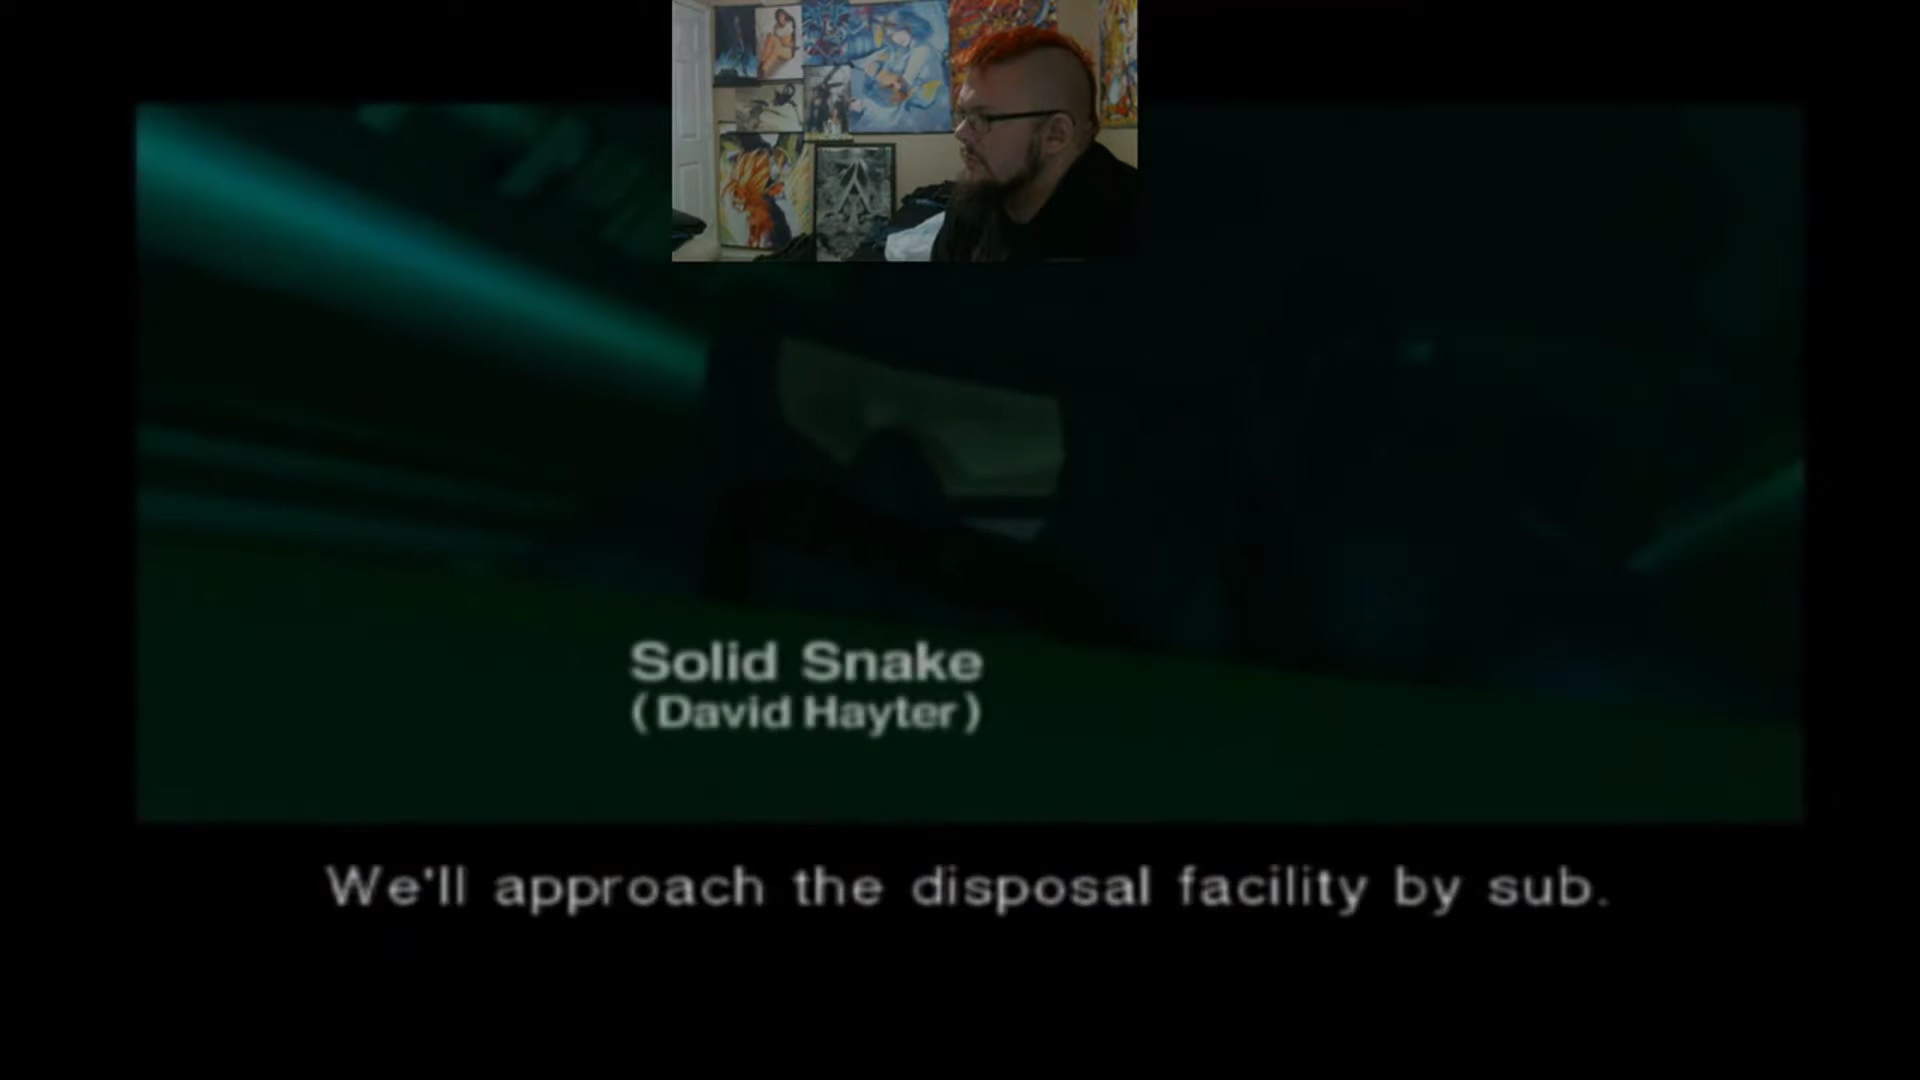 Solid Snake
(David Hayter)
We'll approach the disposal facility by sub.